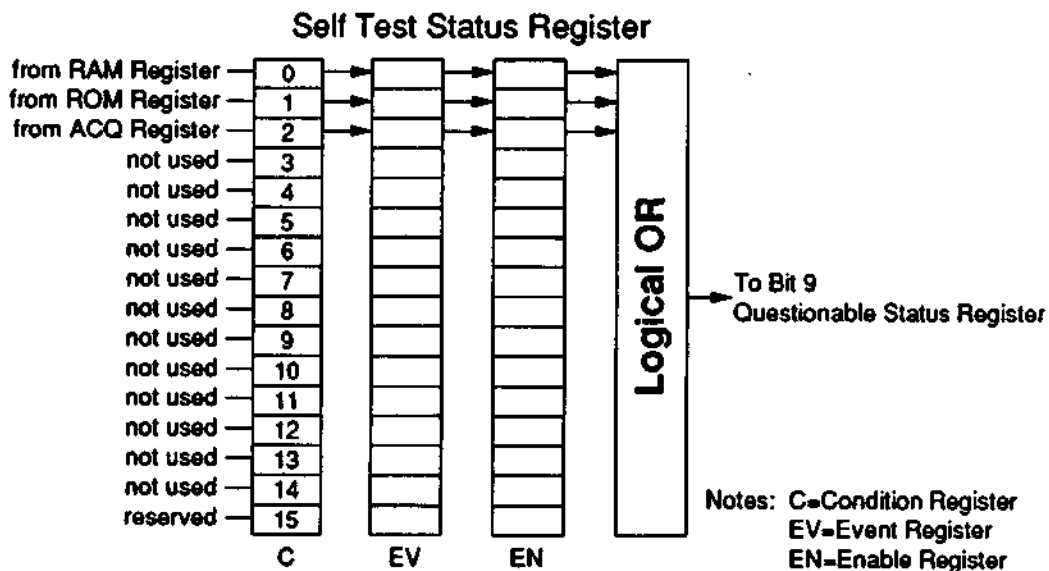 Self Test Status Register
from RAM Register 0
from ROM Register 1
from ACQ Register 2
not used 3
not used 4
not used 5
not used 6
not used 7
not used 8
not used 9
not used 10
not used 11
not used 12
not used 13
not used 14
reserved 15
C EV EN
Logical OR
To Bit 9
Questionable Status Register
Notes: C=Condition Register
EV=Event Register
EN=Enable Register